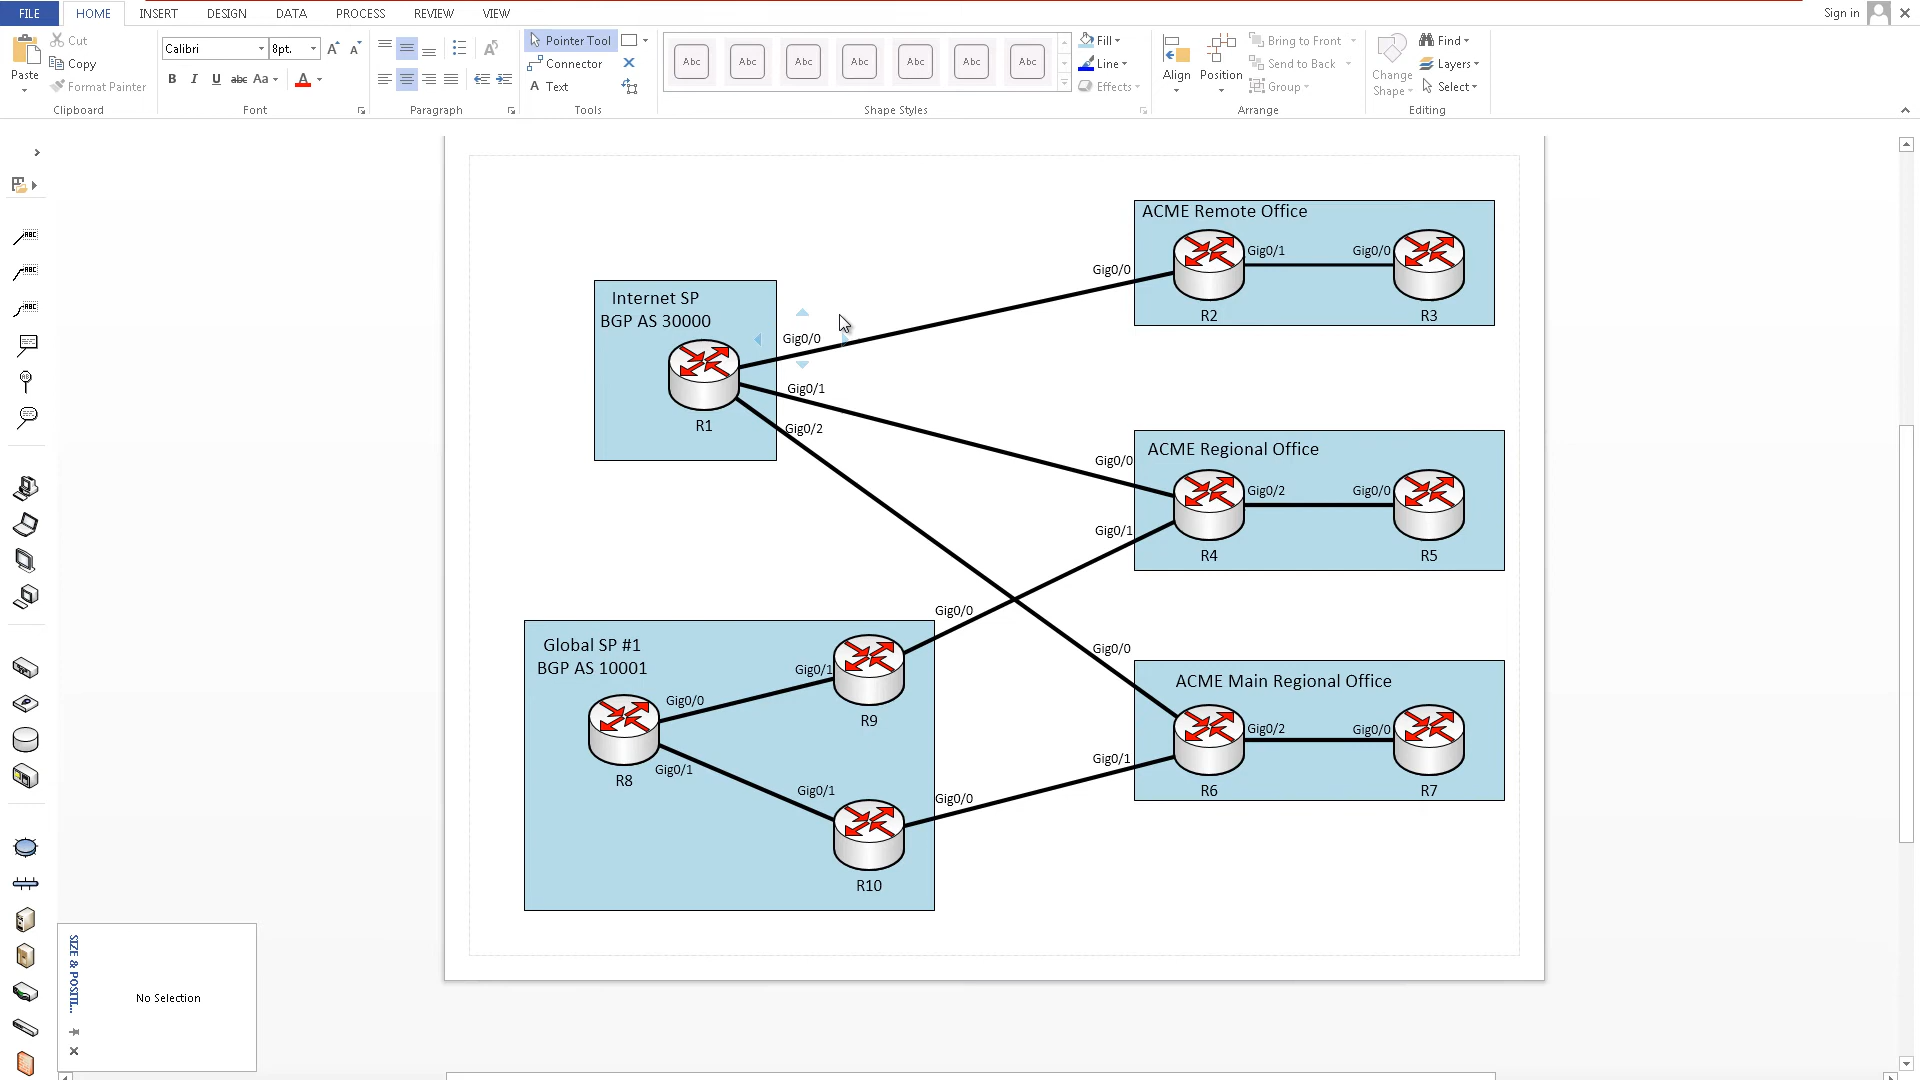 FILE HOME INSERT DESIGN DATA PROCESS REVIEW VIEW Sign in
Paste
Cut
Copy
Format Painter
Clipboard
Calibri 8pt.
B I U abc Aa A
Font
Paragraph
Pointer Tool
Connector
A Text
Tools
Abc Abc Abc Abc Abc Abc Abc
Shape Styles
Fill
Line
Effects
Align
Position
Bring to Front
Send to Back
Group
Arrange
Change
Shape
Find
Layers
Select
Editing
ACME Remote Office
Gig0/0
Gig0/1
Gig0/0
R2
R3
Internet SP
BGP AS 30000
Gig0/0
Gig0/1
Gig0/2
R1
ACME Regional Office
Gig0/0
Gig0/2
Gig0/0
Gig0/1
R4
R5
Global SP #1
BGP AS 10001
Gig0/0
Gig0/1
Gig0/0
R9
R8
Gig0/1
Gig0/1
Gig0/0
R10
Gig0/0
ACME Main Regional Office
Gig0/2
Gig0/0
Gig0/1
R6
R7
SIZE & POSITI...
No Selection